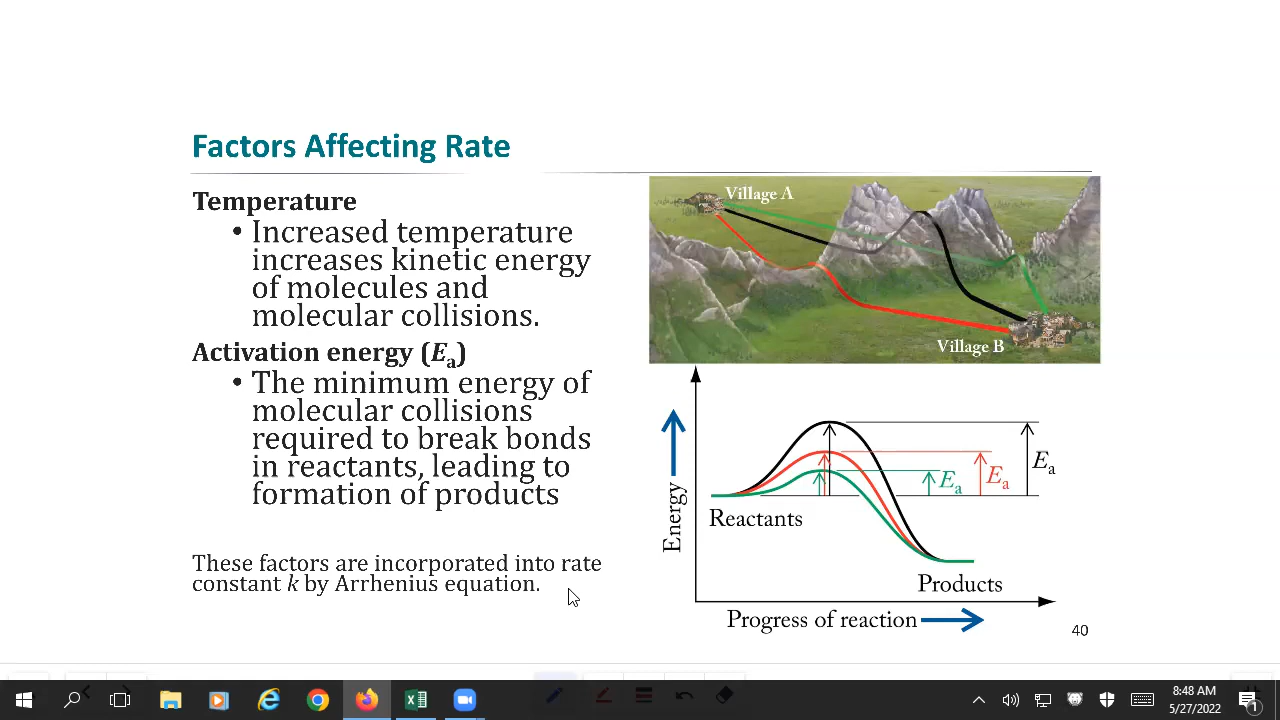 Factors Affecting Rate
Temperature
• Increased temperature
increases kinetic energy
of molecules and
molecular collisions.
Activation energy (Ea)
• The minimum energy of
molecular collisions
required to break bonds
in reactants, leading to
formation of products
These factors are incorporated into rate
constant k by Arrhenius equation.
Village A
Village B
Energy
Ea
Ea
Ea
Reactants
Products
Progress of reaction
40
8:48 AM
5/27/2022
1